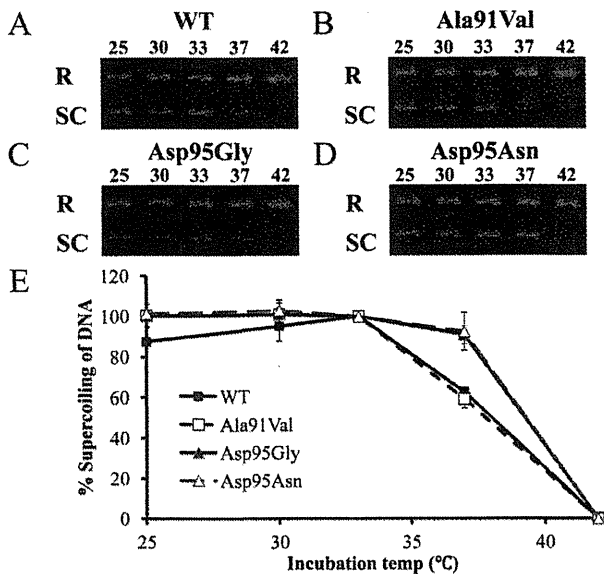 A WT
25 30 33 37 42
R
SC
B Ala91Val
25 30 33 37 42
R
SC
C Asp95Gly
25 30 33 37 42
R
SC
D Asp95Asn
25 30 33 37 42
R
SC
E
% Supercoiling of DNA
120
100
80
60
40
20
0
WT
Ala91Val
Asp95Gly
Asp95Asn
25 30 35 40
Incubation temp (℃)